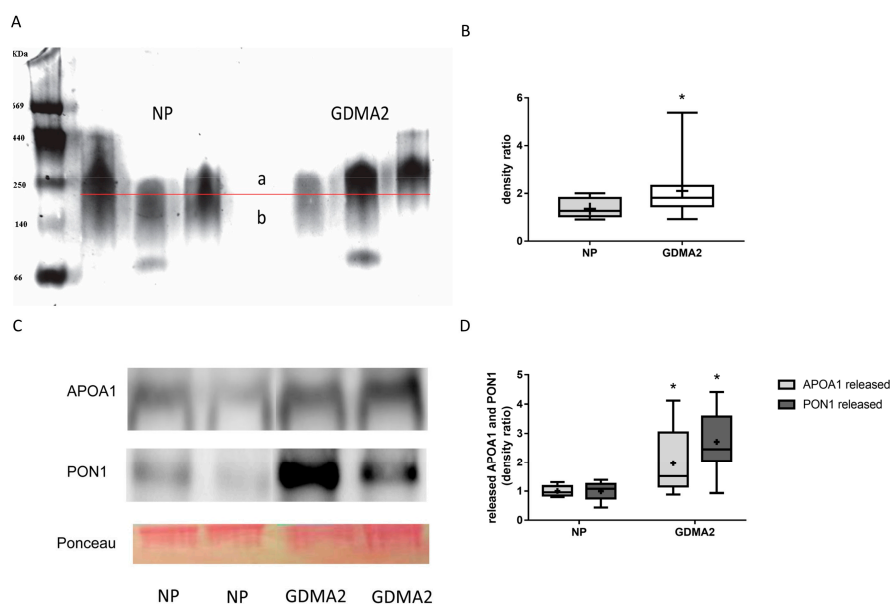 A
KDa
569
440
250
140
66
NP
GDMA2
a
b
B
density ratio
6
4
2
0
*
NP
GDMA2
C
APOA1
PON1
Ponceau
NP
NP
GDMA2
GDMA2
D
released APOA1 and PON1
(density ratio)
5
4
3
2
1
0
*
*
NP
GDMA2
APOA1 released
PON1 released